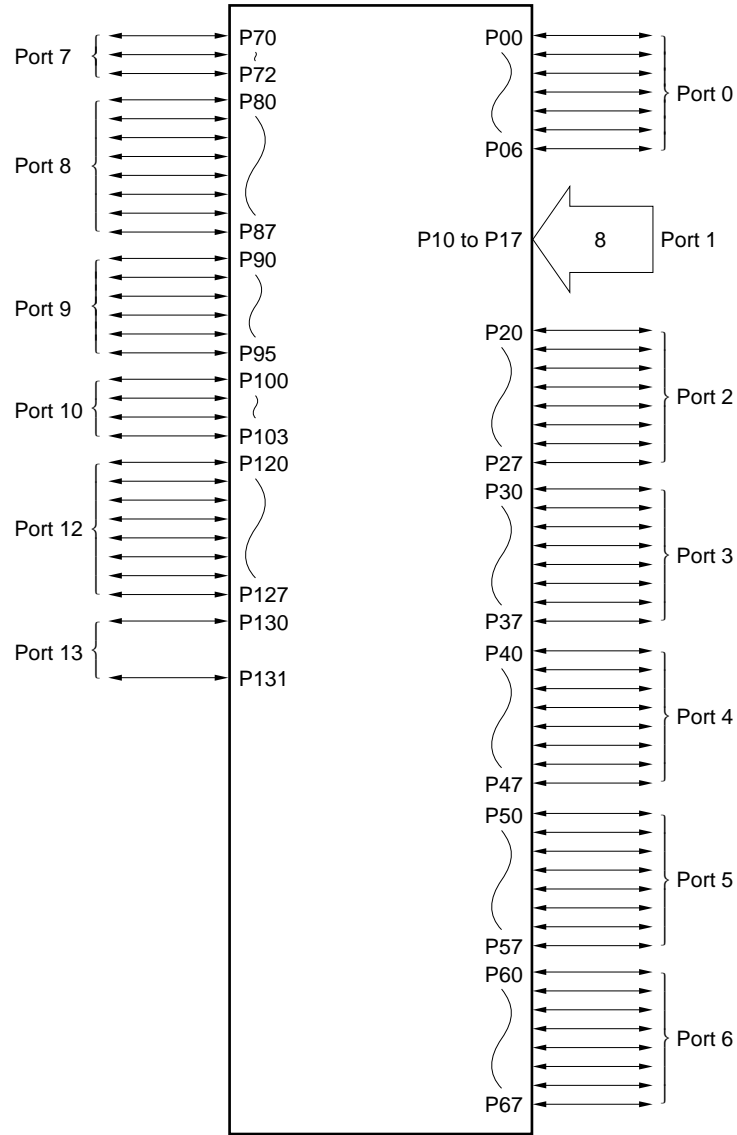 Port 7
P70
P72
Port 8
P80
P87
Port 9
P90
P95
Port 10
P100
P103
Port 12
P120
P127
Port 13
P130
P131
P00
P06
Port 0
P10 to P17
8
Port 1
P20
P27
Port 2
P30
P37
Port 3
P40
P47
Port 4
P50
P57
Port 5
P60
P67
Port 6